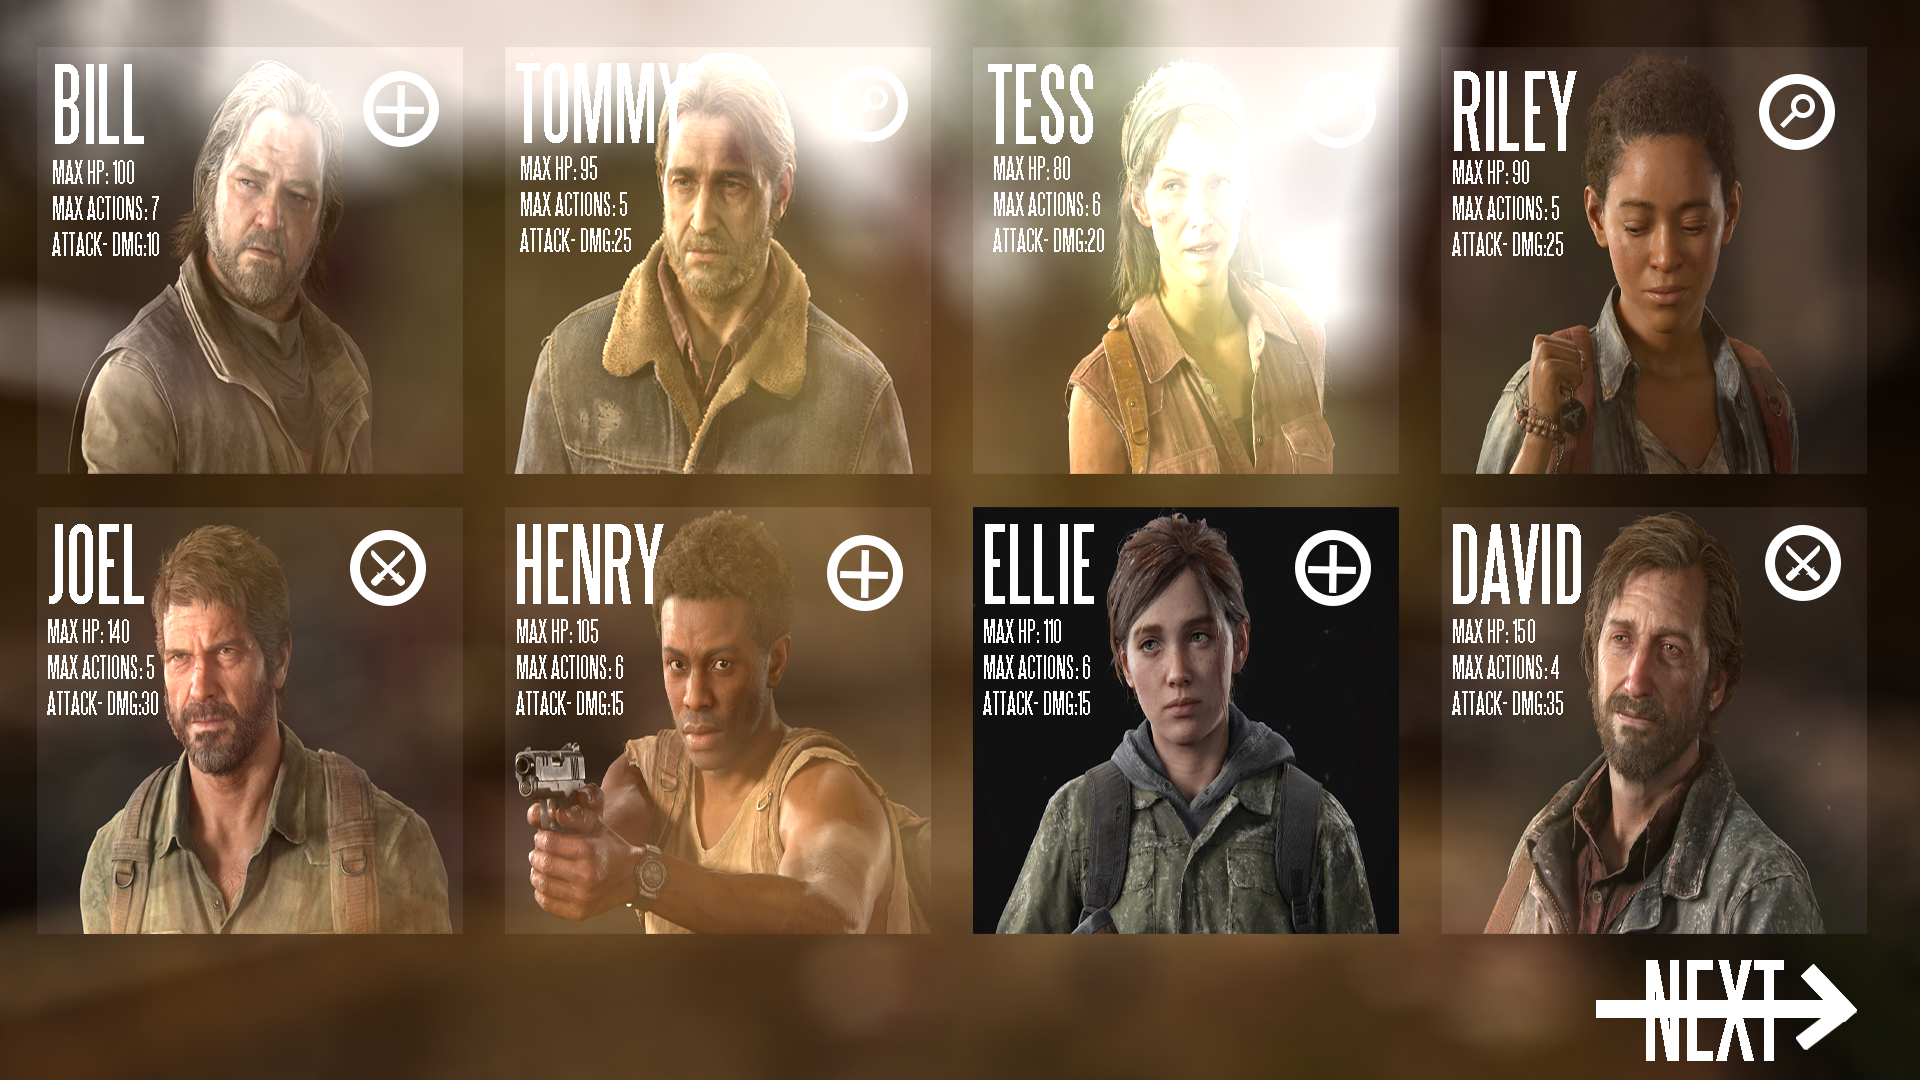 BILL
MAX HP: 100
MAX ACTIONS: 7
ATTACK- DMG:10
TOMMY
MAX HP: 95
MAX ACTIONS: 5
ATTACK- DMG:25
TESS
MAX HP: 80
MAX ACTIONS: 6
ATTACK- DMG:20
RILEY
MAX HP: 90
MAX ACTIONS: 5
ATTACK- DMG:25
JOEL
MAX HP: 140
MAX ACTIONS: 5
ATTACK- DMG:30
HENRY
MAX HP: 105
MAX ACTIONS: 6
ATTACK- DMG:15
ELLIE
MAX HP: 110
MAX ACTIONS: 6
ATTACK- DMG:15
DAVID
MAX HP: 150
MAX ACTIONS: 4
ATTACK- DMG:35
NEXT